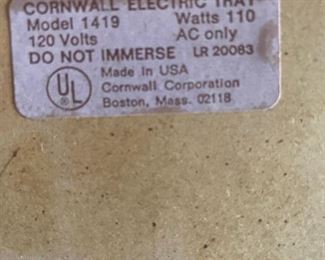 CORNWALL ELECTRIC TRAY
Model 1419 Watts 110
120 Volts AC only
DO NOT IMMERSE LR 20083
UL
®
Made in USA
Cornwall Corporation
Boston, Mass. 02118